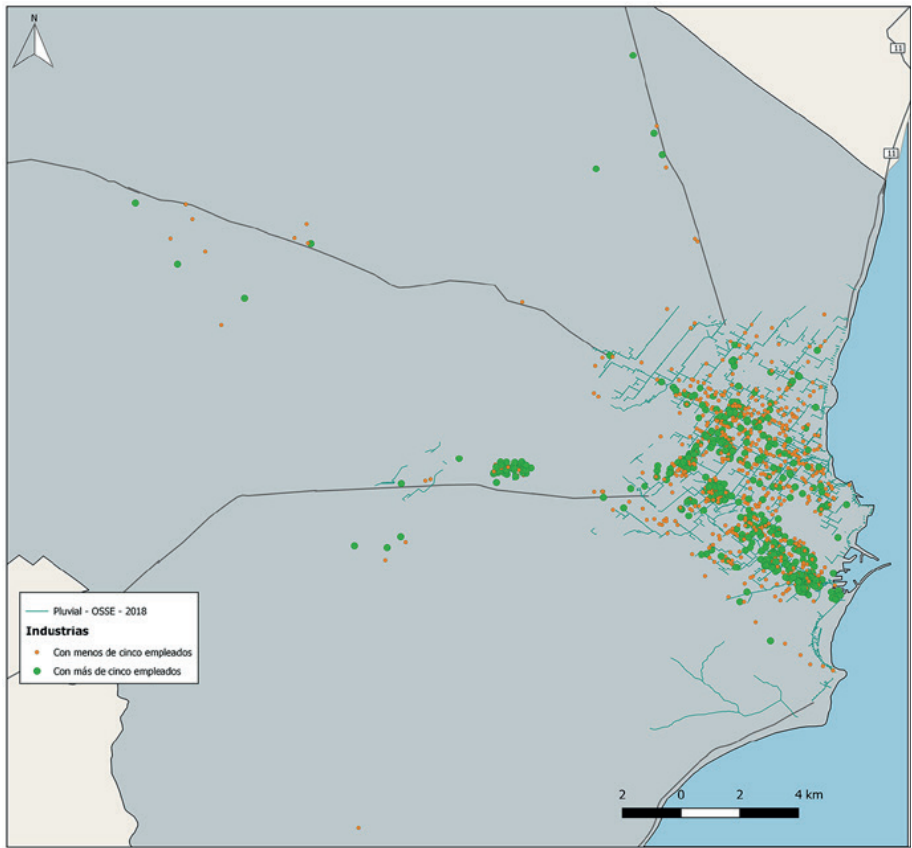 N
11
11
Pluvial - OSSE - 2018
Industrias
Con menos de cinco empleados
Con más de cinco empleados
2 0 2 4 km